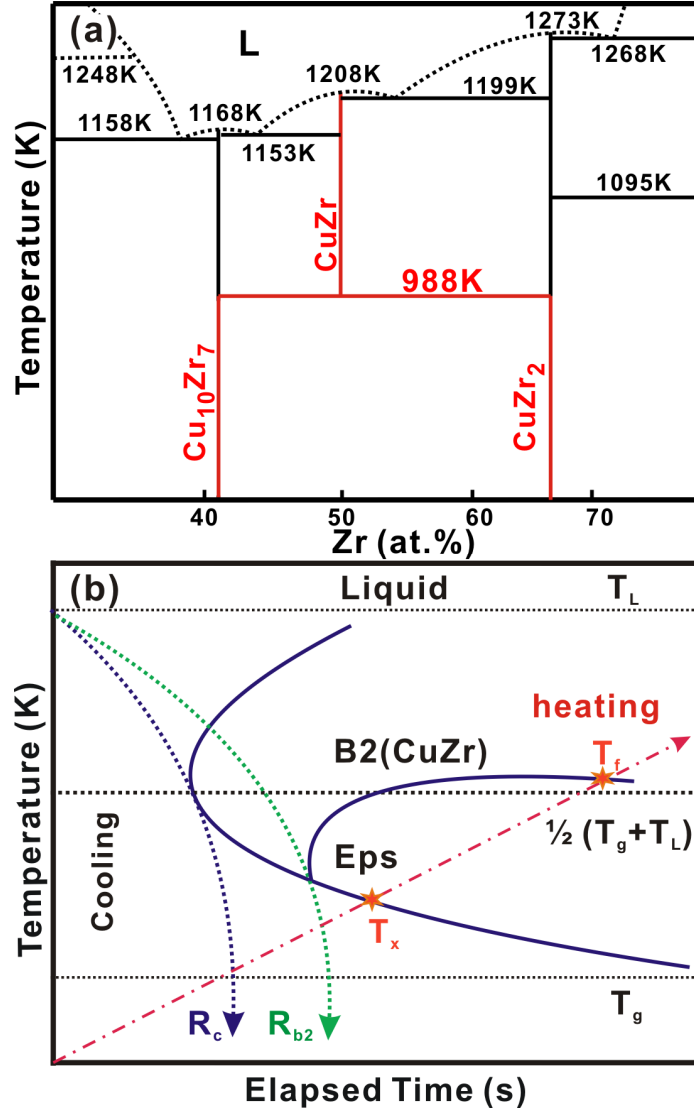 (a)
L
1273K
1248K
1268K
1208K
1199K
1168K
1158K
1153K
1095K
CuZr
988K
Cu10Zr7
CuZr2
Temperature (K)
40 50 60 70
Zr (at.%)
(b)
Liquid
TL
heating
B2(CuZr)
Tf
½ (Tg+TL)
Eps
Cooling
Tx
Tg
Rc
Rb2
Temperature (K)
Elapsed Time (s)